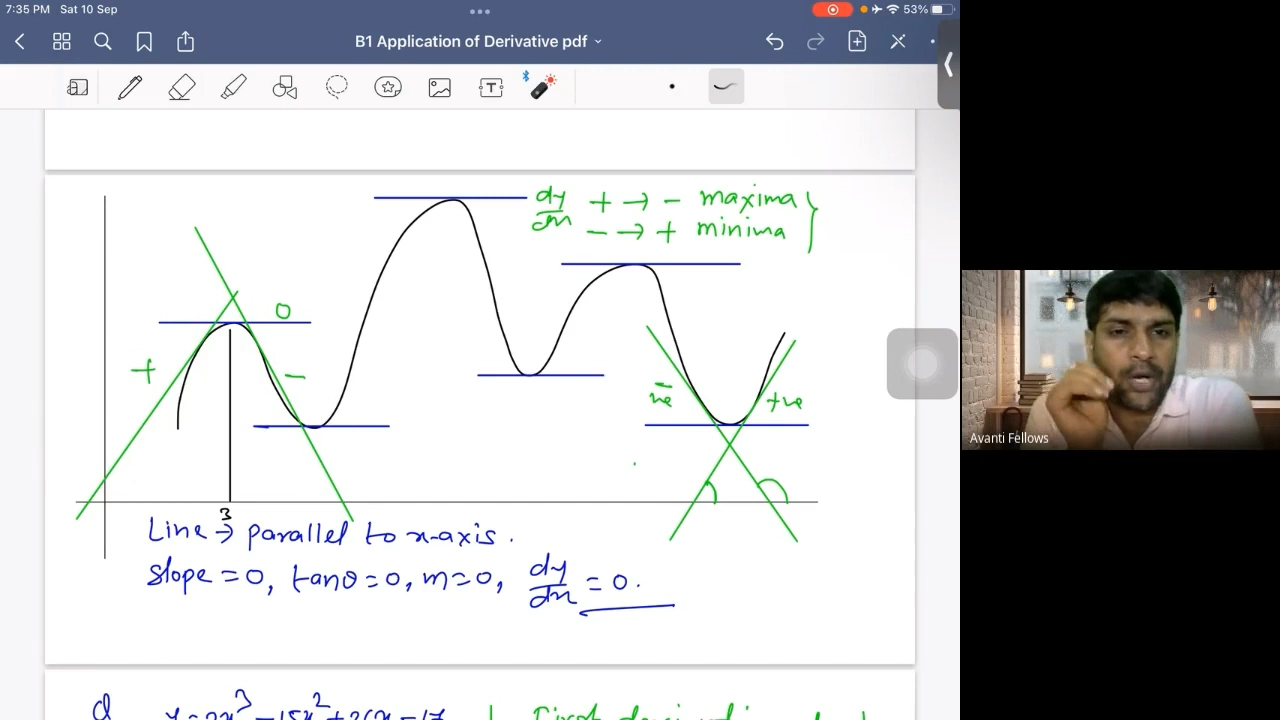 7:35 PM Sat 10 Sep
53%
B1 Application of Derivative pdf
T
dy/dx + → - maxima
- → + minima
0
+
-
-ve
+ve
3
Line → parallel to x-axis.
Slope = 0, tanθ = 0, m = 0, dy/dx = 0.
Avanti Fellows